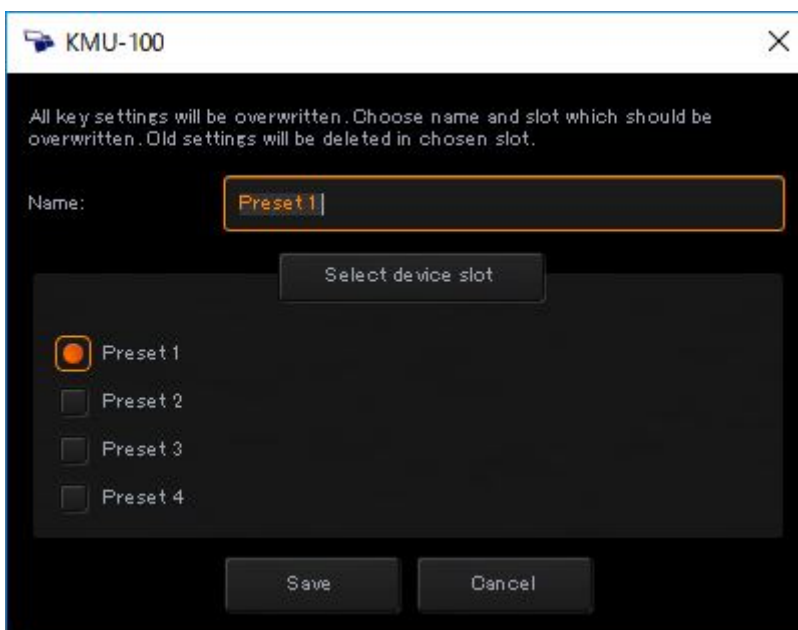 KMU-100
All key settings will be overwritten. Choose name and slot which should be
overwritten. Old settings will be deleted in chosen slot.
Name:
Preset 1
Select device slot
Preset 1
Preset 2
Preset 3
Preset 4
Save
Cancel